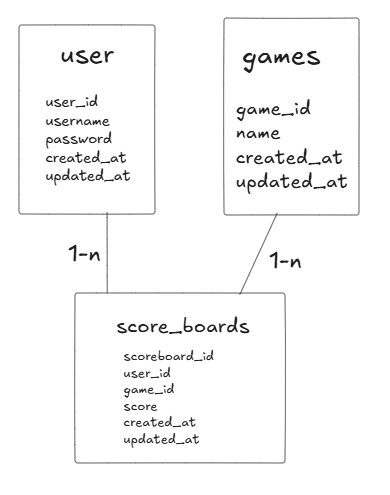 user
user_id
username
password
created_at
updated_at
games
game_id
name
created_at
updated_at
1-n
1-n
score_boards
scoreboard_id
user_id
game_id
score
created_at
updated_at